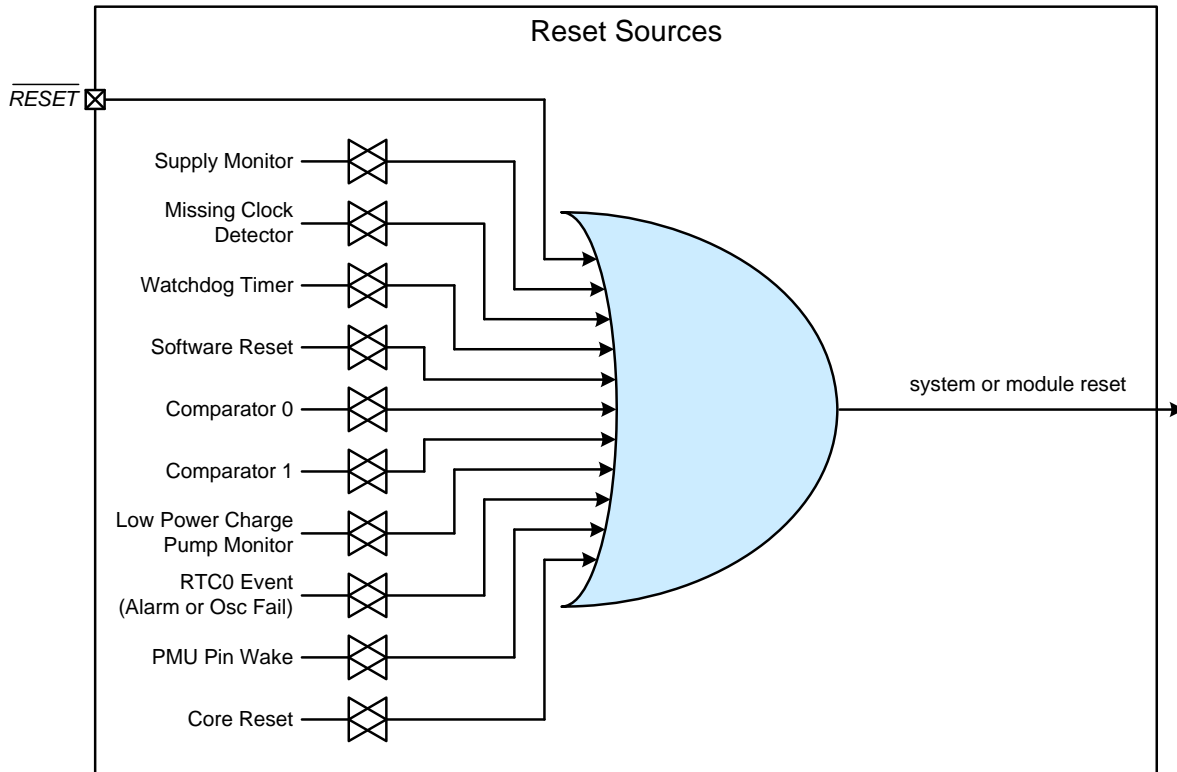 Reset Sources
RESET
Supply Monitor
Missing Clock
Detector
Watchdog Timer
Software Reset
Comparator 0
Comparator 1
Low Power Charge
Pump Monitor
RTC0 Event
(Alarm or Osc Fail)
PMU Pin Wake
Core Reset
system or module reset